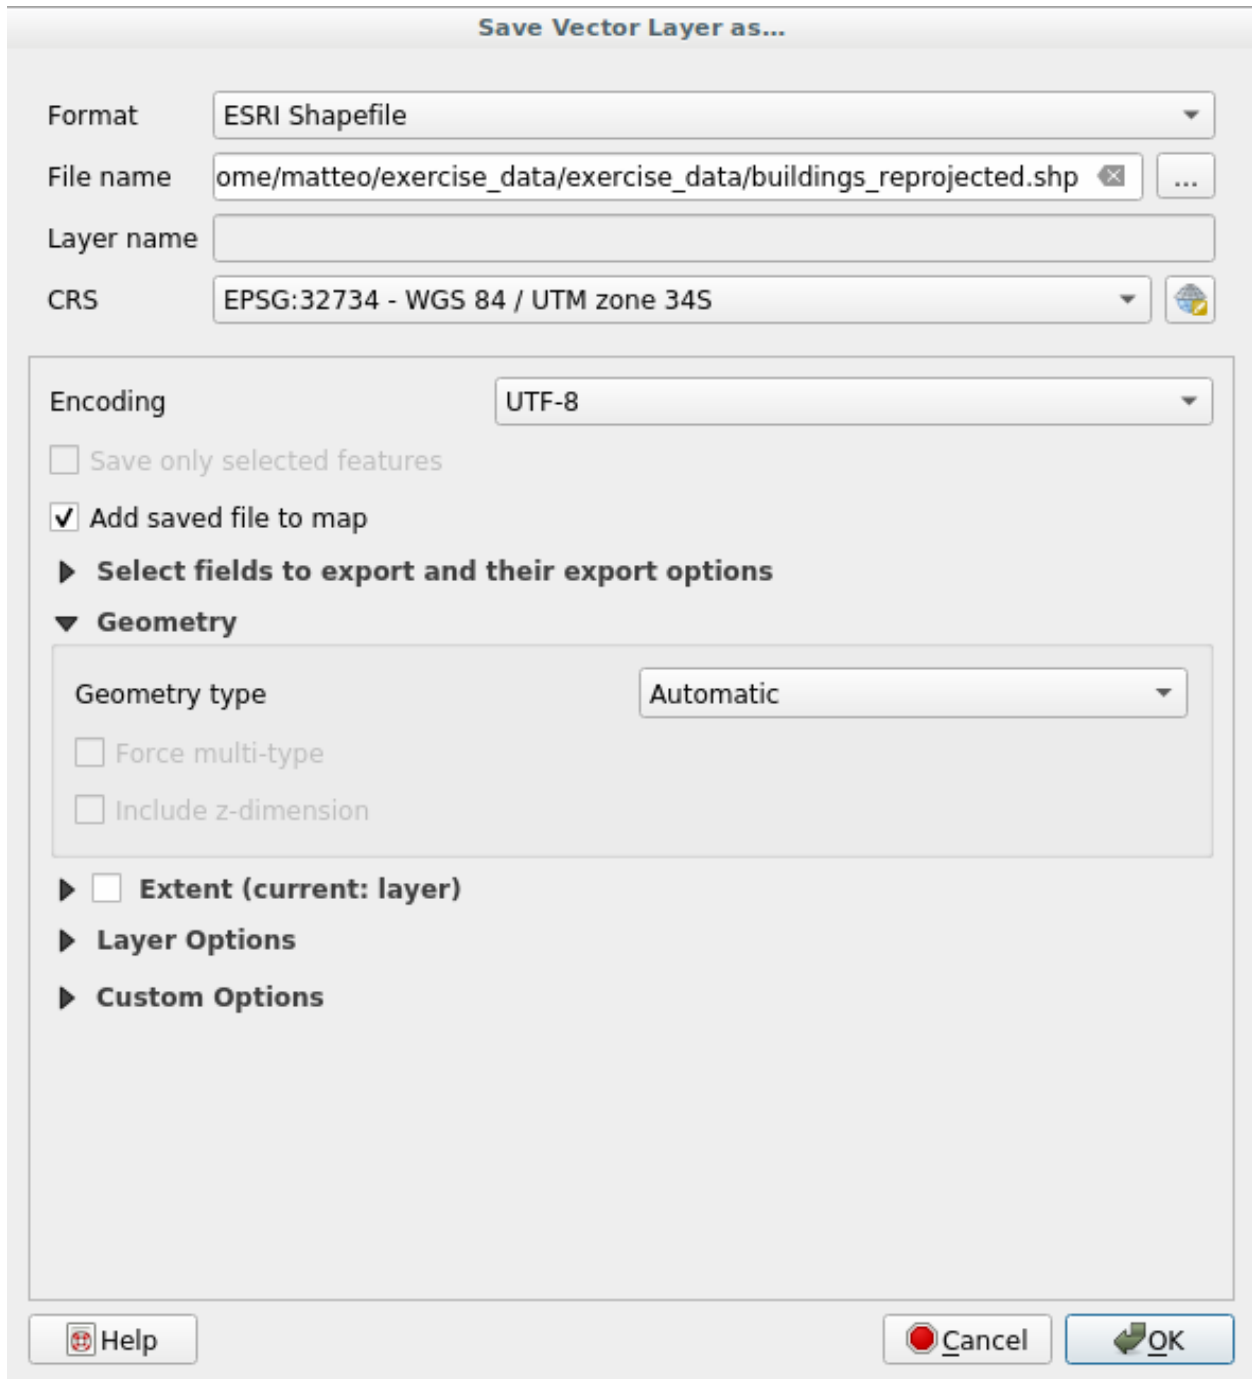 Save Vector Layer as...
Format ESRI Shapefile
File name ome/matteo/exercise_data/exercise_data/buildings_reprojected.shp ...
Layer name
CRS EPSG:32734 - WGS 84 / UTM zone 34S
Encoding UTF-8
Save only selected features
Add saved file to map
Select fields to export and their export options
Geometry
Geometry type Automatic
Force multi-type
Include z-dimension
Extent (current: layer)
Layer Options
Custom Options
Help Cancel OK